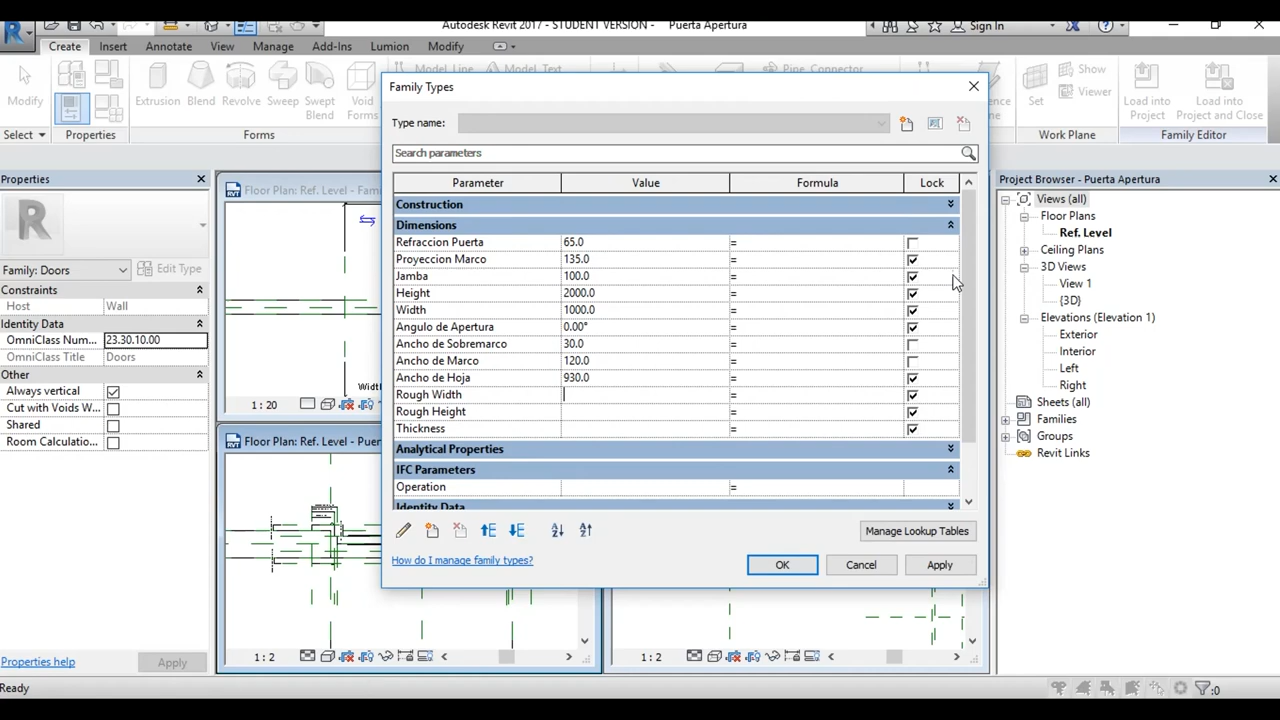 Autodesk Revit 2017 - STUDENT VERSION - Puerta Apertura
Sign In
Create Insert Annotate View Manage Add-Ins Lumion Modify
Modify
Extrusion Blend Revolve Sweep Swept Blend Void Forms
Model Line Model Text Pipe Connector
Set Show Viewer
Load into Project Load into Project and Close
Select Properties Forms Work Plane Family Editor
Properties
Family: Doors Edit Type
Constraints
Host Wall
Identity Data
OmniClass Num... 23.30.10.00
OmniClass Title Doors
Other
Always vertical
Cut with Voids W...
Shared
Room Calculatio...
Properties help Apply
Floor Plan: Ref. Level - Fam
Width
1 : 20
Floor Plan: Ref. Level - Puer
1 : 2
1 : 2
Family Types
Type name:
Search parameters
Parameter Value Formula Lock
Construction
Dimensions
Refraccion Puerta 65.0 =
Proyeccion Marco 135.0 =
Jamba 100.0 =
Height 2000.0 =
Width 1000.0 =
Angulo de Apertura 0.00° =
Ancho de Sobremarco 30.0 =
Ancho de Marco 120.0 =
Ancho de Hoja 930.0 =
Rough Width =
Rough Height =
Thickness =
Analytical Properties
IFC Parameters
Operation =
Identity Data
Manage Lookup Tables
How do I manage family types?
OK Cancel Apply
Project Browser - Puerta Apertura
Views (all)
Floor Plans
Ref. Level
Ceiling Plans
3D Views
View 1
{3D}
Elevations (Elevation 1)
Exterior
Interior
Left
Right
Sheets (all)
Families
Groups
Revit Links
Ready
:0